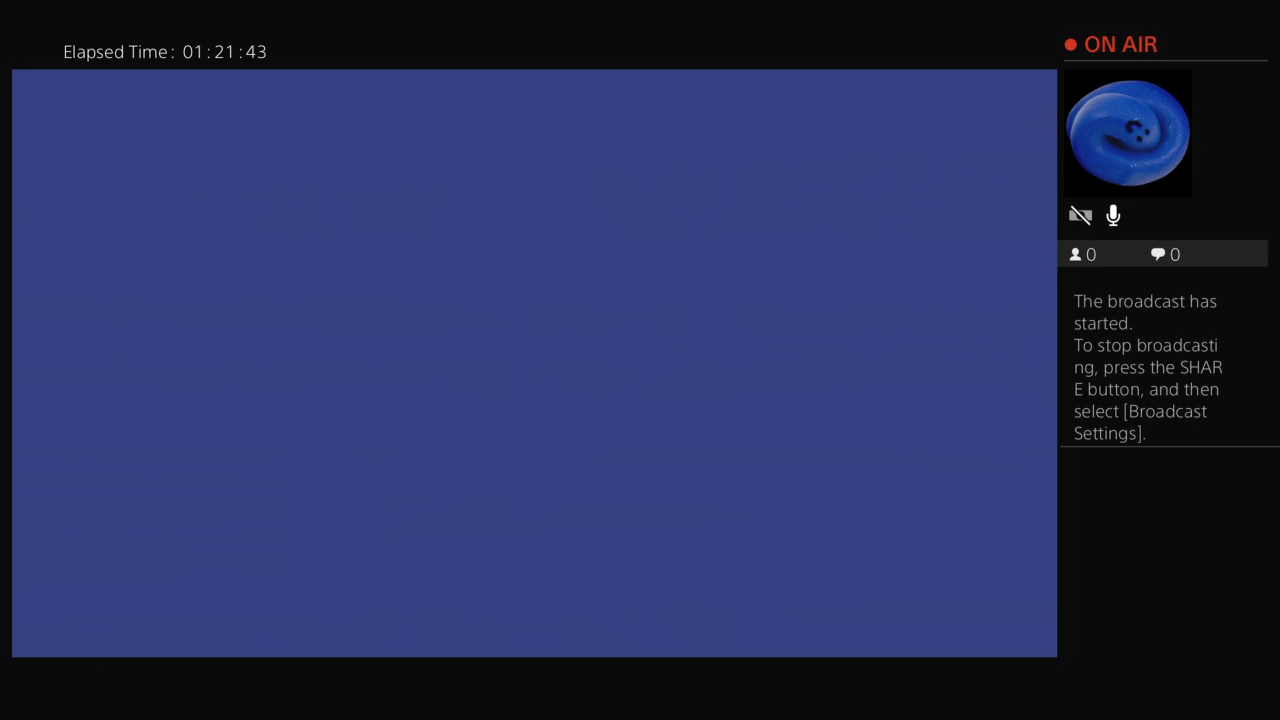 Elapsed Time: 01:21:43
ON AIR
0 0
The broadcast has
started.
To stop broadcasti
ng, press the SHAR
E button, and then
select [Broadcast
Settings].